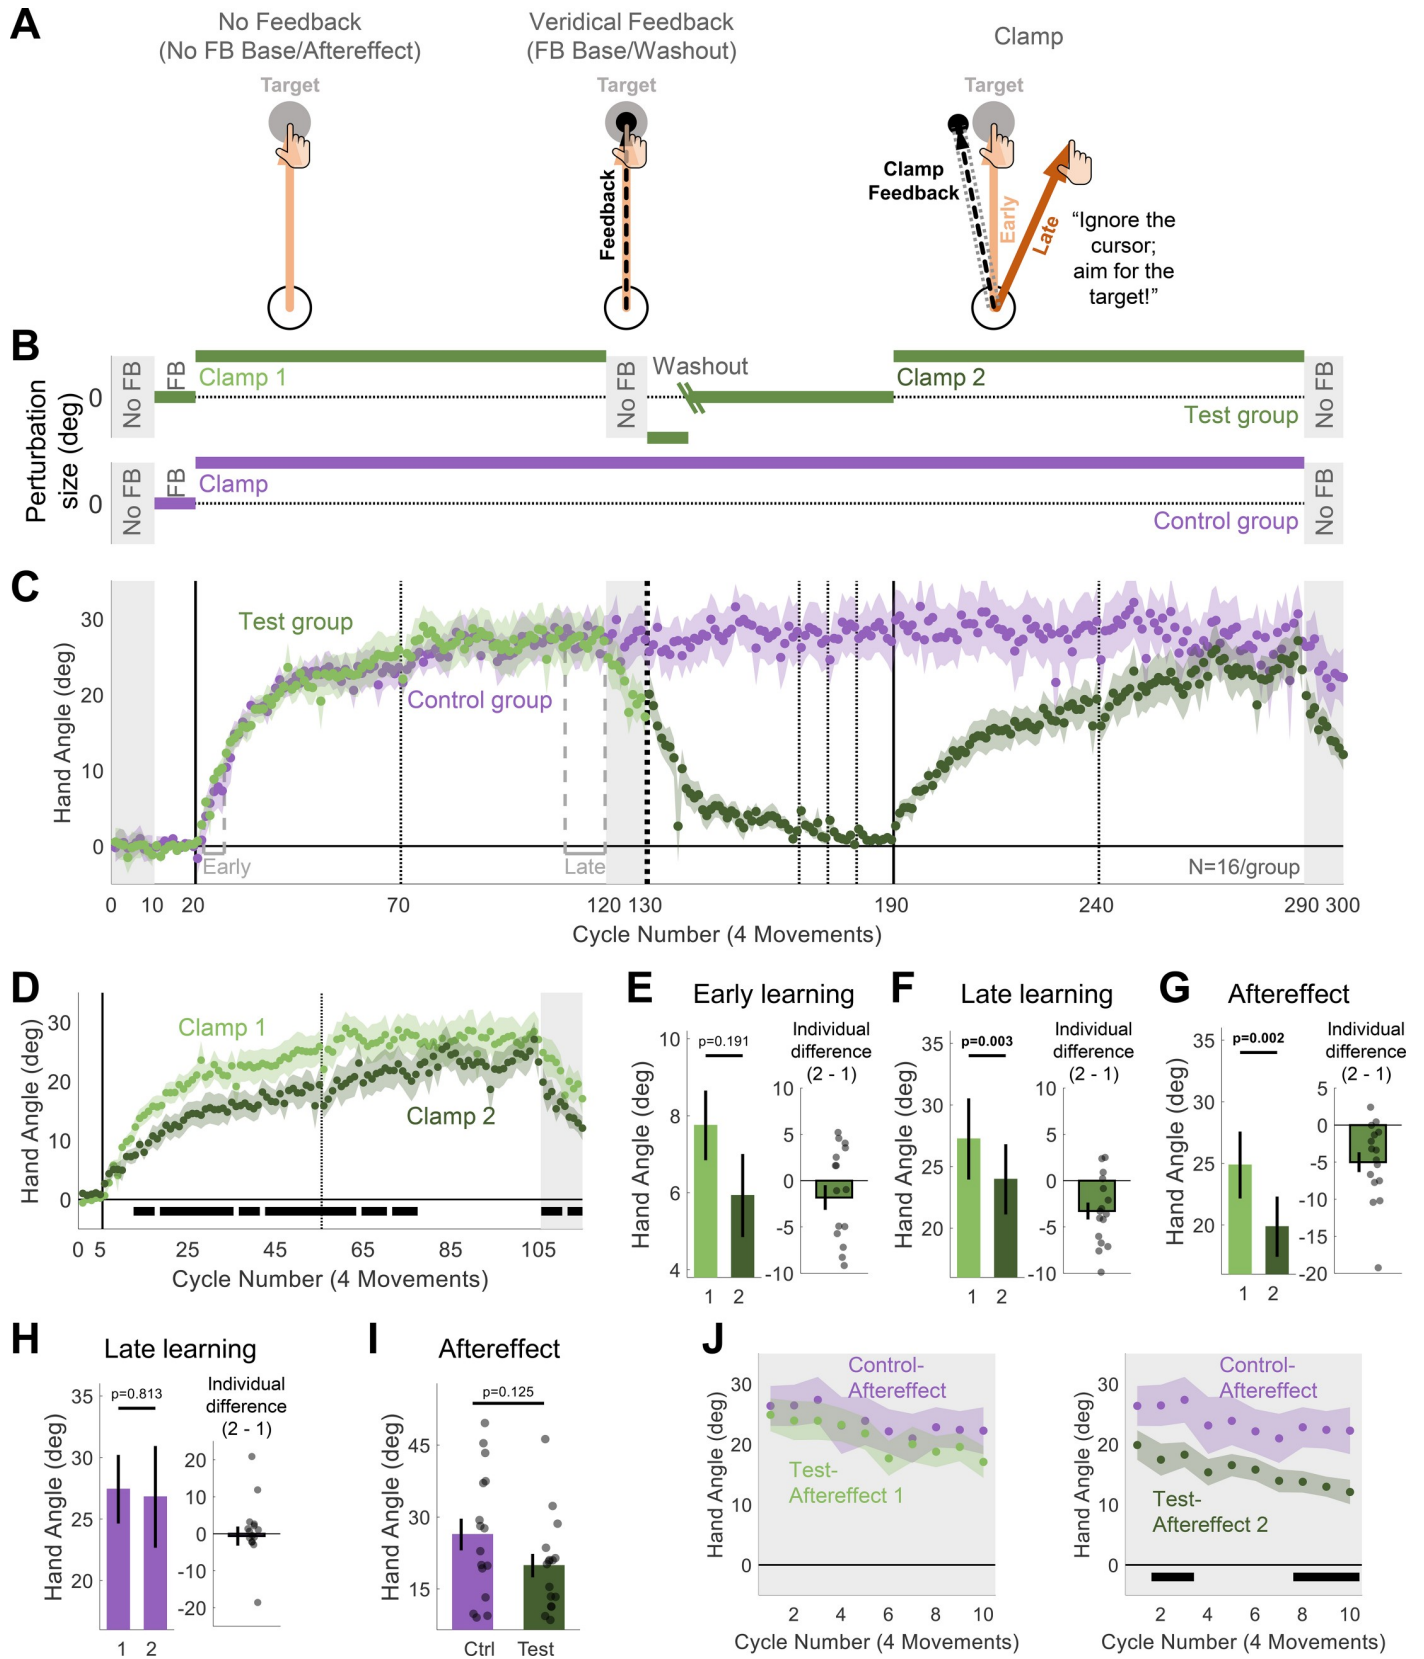 A
No Feedback
(No FB Base/Aftereffect)
Target
Veridical Feedback
(FB Base/Washout)
Target
Feedback
Clamp
Target
Clamp
Feedback
Early
Late
“Ignore the
cursor;
aim for the
target!”
B
Perturbation
size (deg)
0
No FB
FB
Clamp 1
No FB
Washout
Clamp 2
Test group
No FB
0
No FB
FB
Clamp
Control group
No FB
C
Hand Angle (deg)
30
20
10
0
Test group
Control group
Early
Late
N=16/group
0 10 20 70 120 130 190 240 290 300
Cycle Number (4 Movements)
D
Hand Angle (deg)
30
20
10
0
Clamp 1
Clamp 2
0 5 25 45 65 85 105
Cycle Number (4 Movements)
E
Early learning
Hand Angle (deg)
10
8
6
4
p=0.191
1 2
Individual
difference
(2 - 1)
10
5
0
-5
-10
F
Late learning
Hand Angle (deg)
35
30
25
20
p=0.003
1 2
Individual
difference
(2 - 1)
10
5
0
-5
-10
G
Aftereffect
Hand Angle (deg)
35
30
25
20
p=0.002
1 2
Individual
difference
(2 - 1)
5
0
-5
-10
-15
-20
H
Late learning
Hand Angle (deg)
35
30
25
20
p=0.813
1 2
Individual
difference
(2 - 1)
20
10
0
-10
-20
I
Aftereffect
Hand Angle (deg)
45
30
15
p=0.125
Ctrl Test
J
Hand Angle (deg)
30
20
10
0
Control-
Aftereffect
Test-
Aftereffect 1
2 4 6 8 10
Cycle Number (4 Movements)
Hand Angle (deg)
30
20
10
0
Control-
Aftereffect
Test-
Aftereffect 2
2 4 6 8 10
Cycle Number (4 Movements)